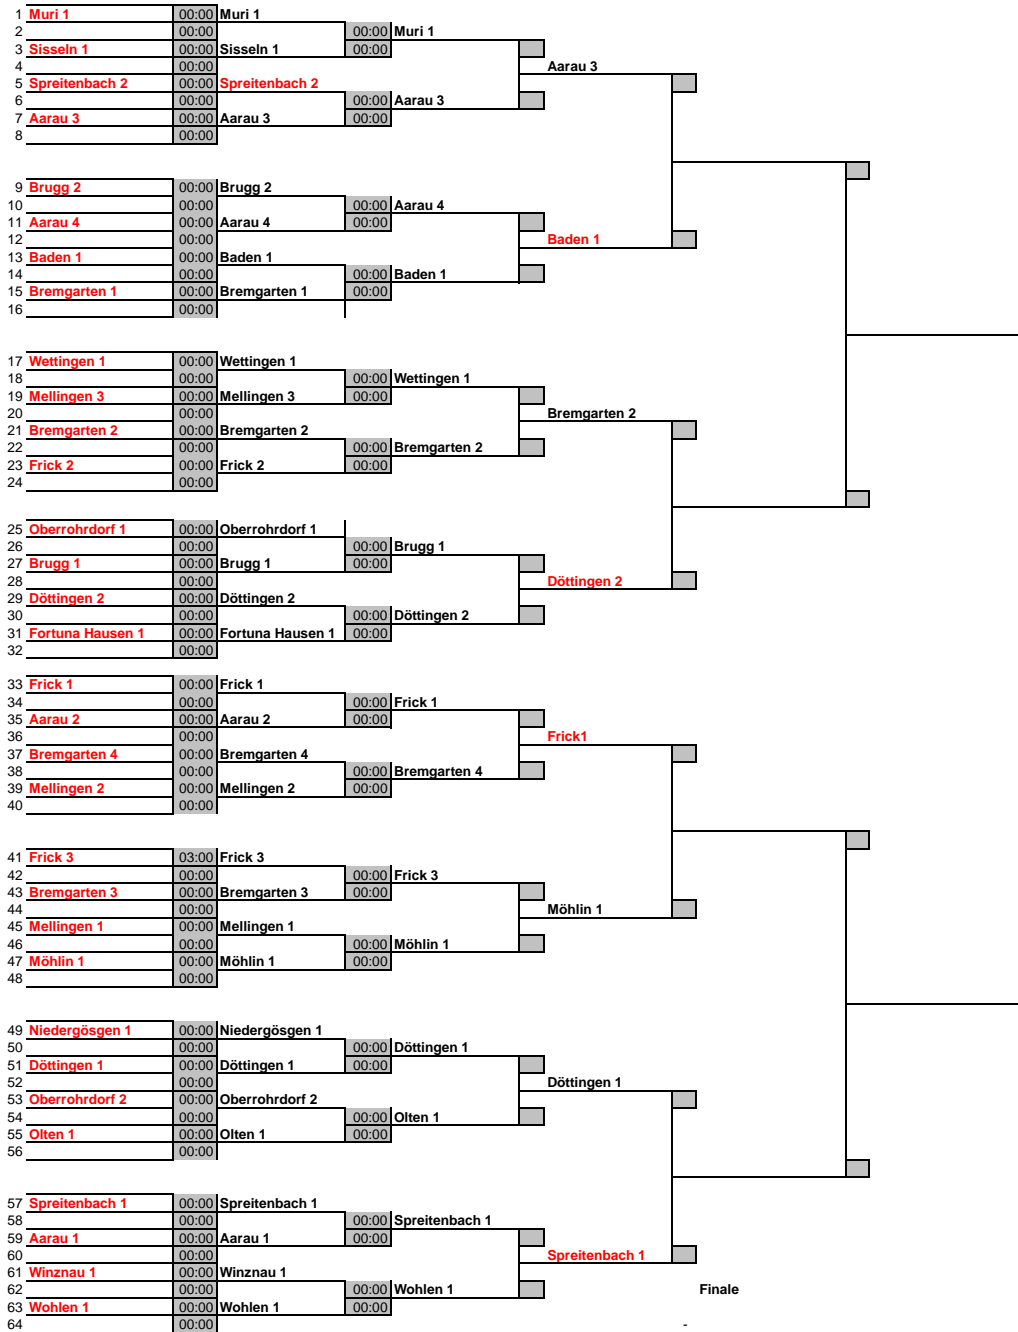 1 Muri 1 00:00 Muri 1
2 00:00 00:00 Muri 1
3 Sisseln 1 00:00 Sisseln 1 00:00
4 00:00 Aarau 3
5 Spreitenbach 2 00:00 Spreitenbach 2
6 00:00 00:00 Aarau 3
7 Aarau 3 00:00 Aarau 3 00:00
8 00:00
9 Brugg 2 00:00 Brugg 2
10 00:00 00:00 Aarau 4
11 Aarau 4 00:00 Aarau 4 00:00
12 00:00 Baden 1
13 Baden 1 00:00 Baden 1
14 00:00 00:00 Baden 1
15 Bremgarten 1 00:00 Bremgarten 1 00:00
16 00:00
17 Wettingen 1 00:00 Wettingen 1
18 00:00 00:00 Wettingen 1
19 Mellingen 3 00:00 Mellingen 3 00:00
20 00:00 Bremgarten 2
21 Bremgarten 2 00:00 Bremgarten 2
22 00:00 00:00 Bremgarten 2
23 Frick 2 00:00 Frick 2 00:00
24 00:00
25 Oberrohrdorf 1 00:00 Oberrohrdorf 1
26 00:00 00:00 Brugg 1
27 Brugg 1 00:00 Brugg 1 00:00
28 00:00 Döttingen 2
29 Döttingen 2 00:00 Döttingen 2
30 00:00 00:00 Döttingen 2
31 Fortuna Hausen 1 00:00 Fortuna Hausen 1 00:00
32 00:00
33 Frick 1 00:00 Frick 1
34 00:00 00:00 Frick 1
35 Aarau 2 00:00 Aarau 2 00:00
36 00:00 Frick1
37 Bremgarten 4 00:00 Bremgarten 4
38 00:00 00:00 Bremgarten 4
39 Mellingen 2 00:00 Mellingen 2 00:00
40 00:00
41 Frick 3 03:00 Frick 3
42 00:00 00:00 Frick 3
43 Bremgarten 3 00:00 Bremgarten 3 00:00
44 00:00 Möhlin 1
45 Mellingen 1 00:00 Mellingen 1
46 00:00 00:00 Möhlin 1
47 Möhlin 1 00:00 Möhlin 1 00:00
48 00:00
49 Niedergösgen 1 00:00 Niedergösgen 1
50 00:00 00:00 Döttingen 1
51 Döttingen 1 00:00 Döttingen 1 00:00
52 00:00 Döttingen 1
53 Oberrohrdorf 2 00:00 Oberrohrdorf 2
54 00:00 00:00 Olten 1
55 Olten 1 00:00 Olten 1 00:00
56 00:00
57 Spreitenbach 1 00:00 Spreitenbach 1
58 00:00 00:00 Spreitenbach 1
59 Aarau 1 00:00 Aarau 1 00:00
60 00:00 Spreitenbach 1
61 Winznau 1 00:00 Winznau 1
62 00:00 00:00 Wohlen 1 Finale
63 Wohlen 1 00:00 Wohlen 1 00:00
64 00:00 -